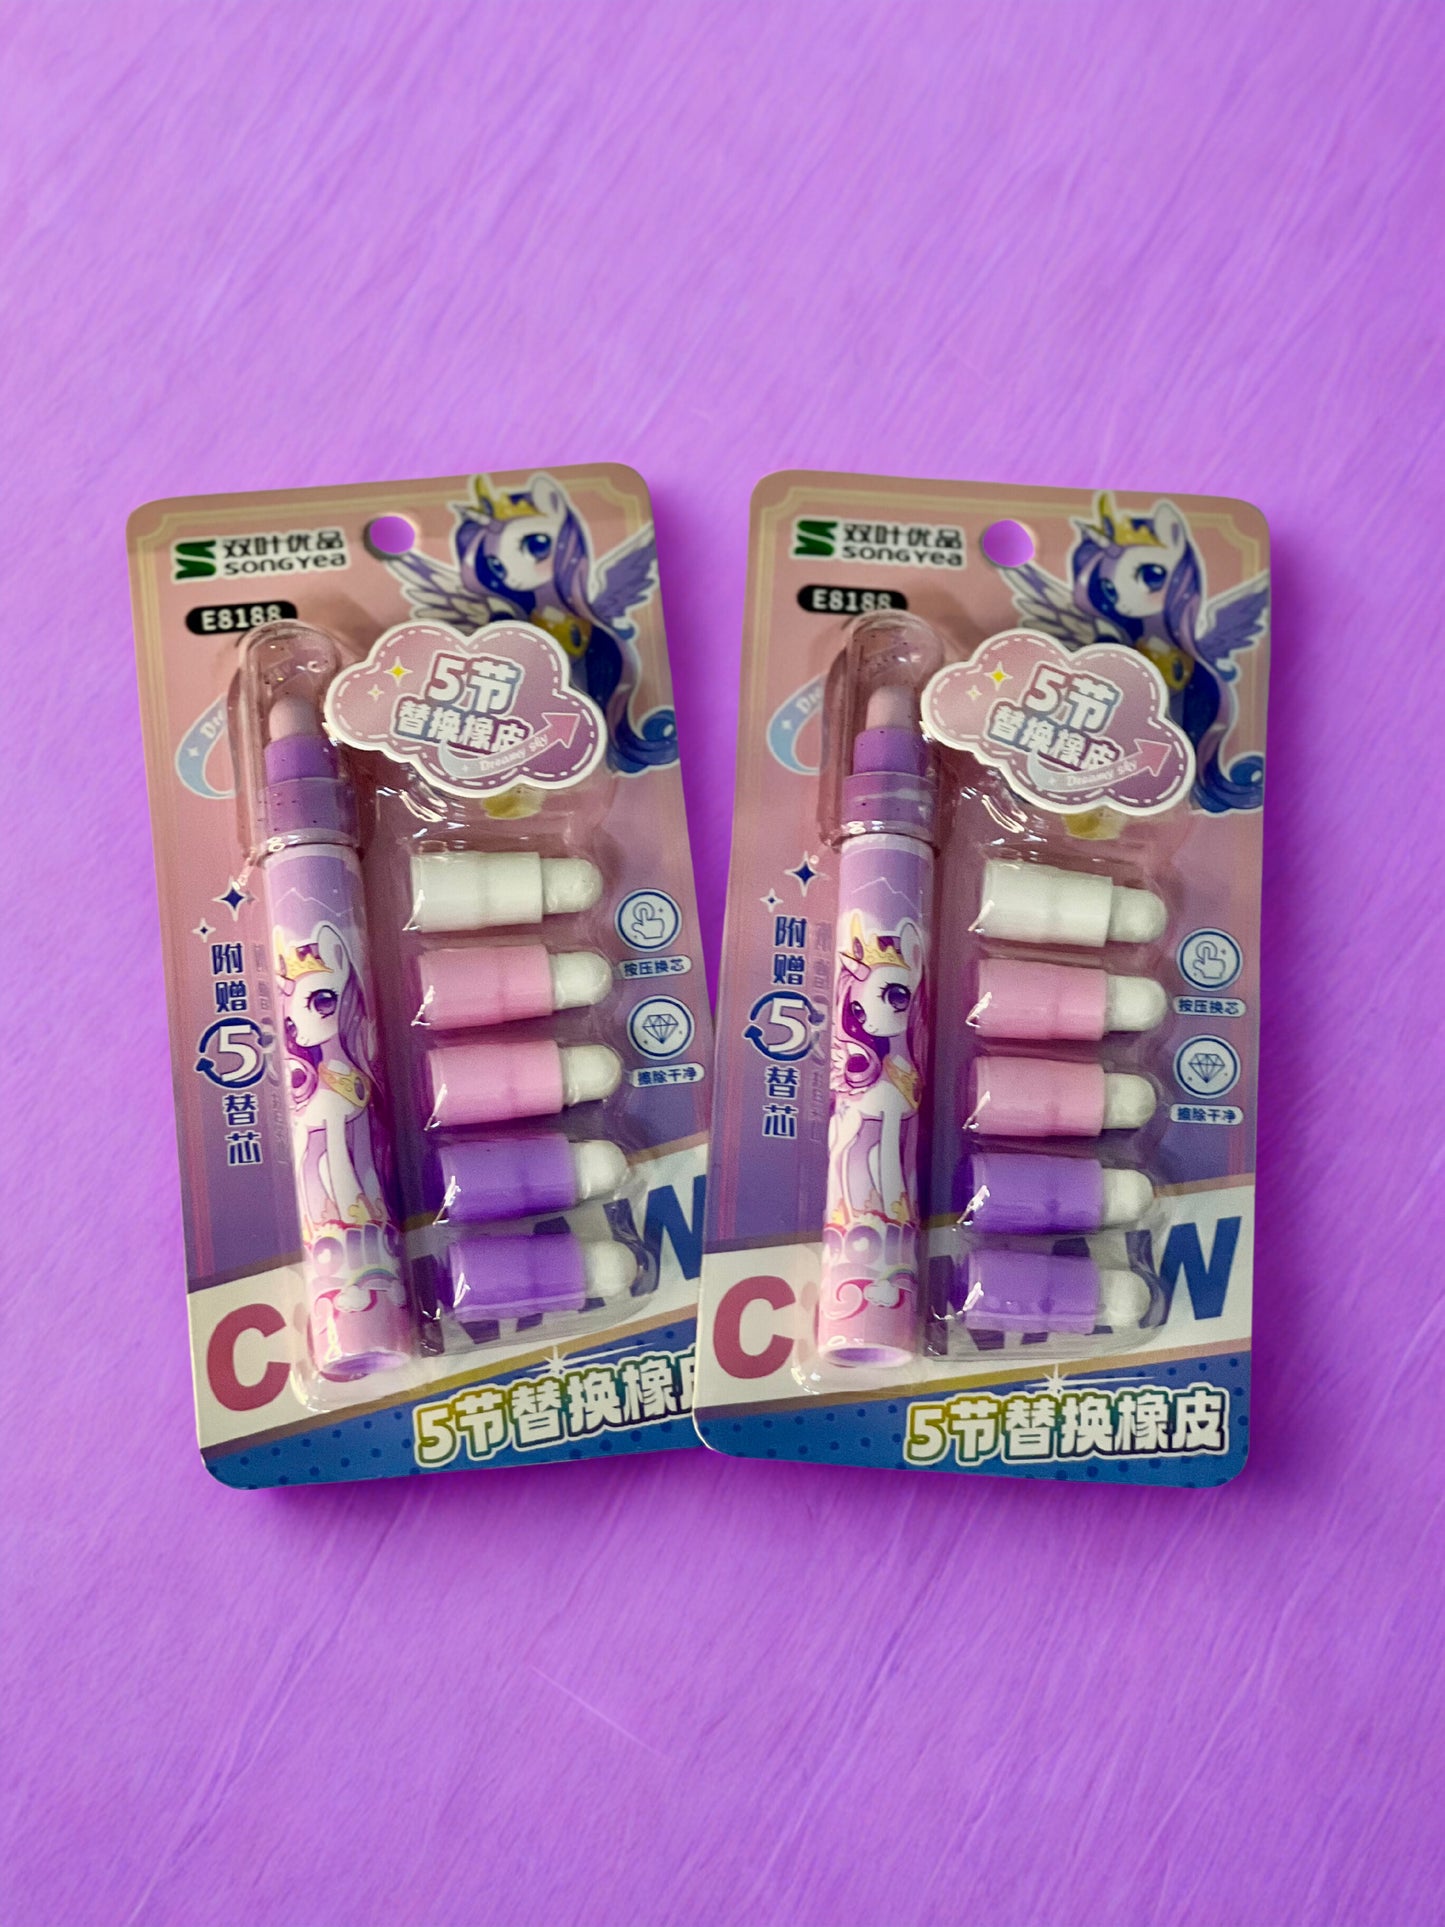 双叶优品
SONGYea
E8188
5节
替换橡皮
Dreamy sky
附赠5替芯
按压换芯
擦除干净
5节替换橡皮
双叶优品
SONGYea
E8188
5节
替换橡皮
Dreamy sky
附赠5替芯
按压换芯
擦除干净
5节替换橡皮